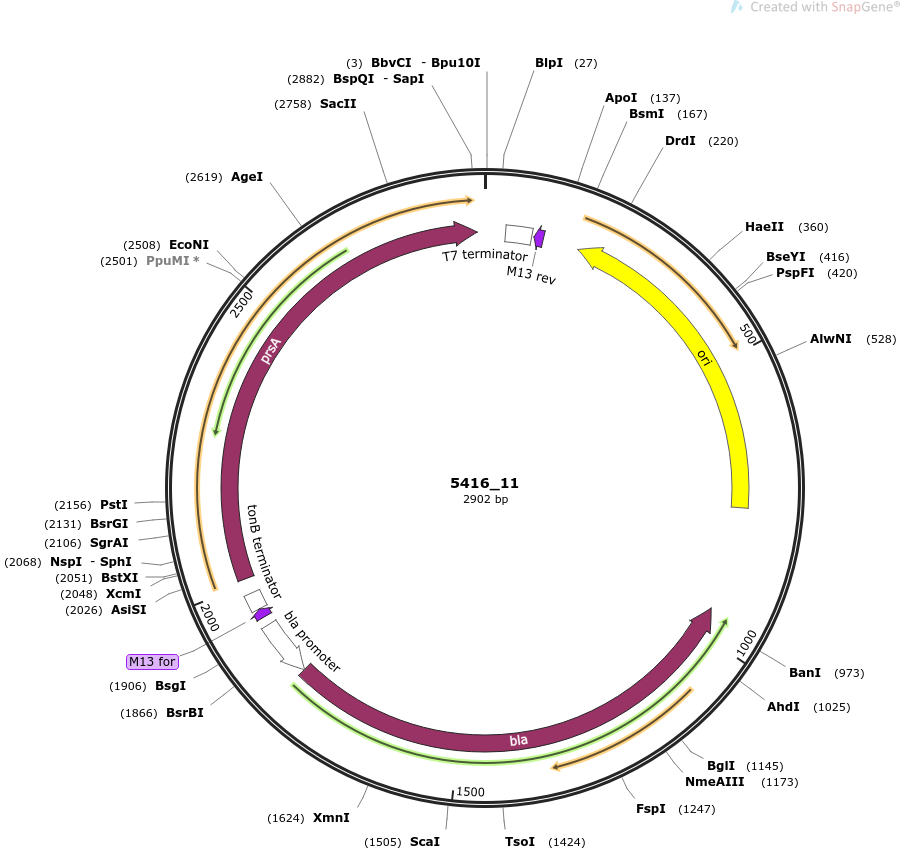 Created with SnapGene®
(3) BbvCI - Bpu10I
BlpI (27)
(2882) BspQI - SapI
(2758) SacII
ApoI (137)
BsmI (167)
DrdI (220)
(2619) AgeI
HaeII (360)
(2508) EcoNI
(2501) PpuMI *
BseYI (416)
PspFI (420)
T7 terminator
M13 rev
2500
500
AlwNI (528)
prsA
ori
5416_11
2902 bp
(2156) PstI
(2131) BsrGI
(2106) SgrAI
(2068) NspI - SphI
(2051) BstXI
(2048) XcmI
(2026) AsiSI
tonB terminator
2000
bla promoter
M13 for
1000
(1906) BsgI
(1866) BsrBI
BanI (973)
AhdI (1025)
bla
BglI (1145)
NmeAIII (1173)
1500
FspI (1247)
(1624) XmnI
(1505) ScaI
TsoI (1424)